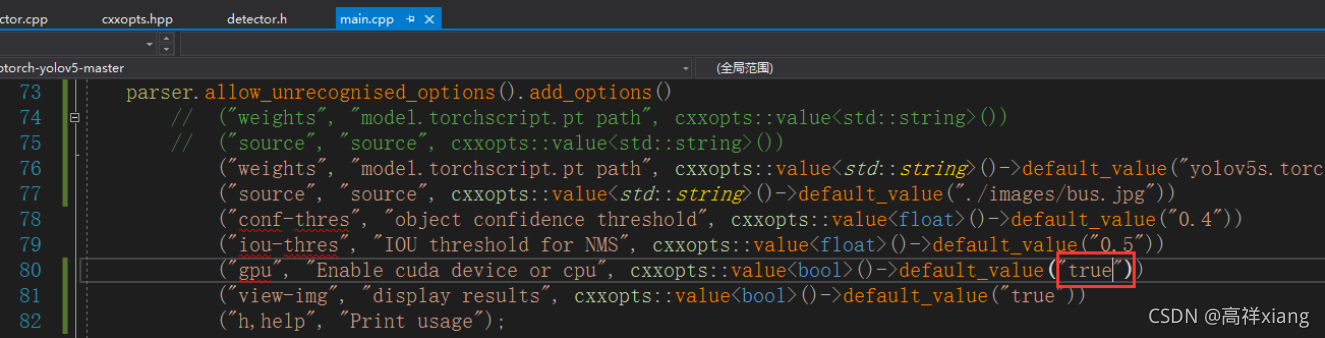 ctor.cpp cxxopts.hpp detector.h main.cpp
otorch-yolov5-master (全局范围)
73 parser.allow_unrecognised_options().add_options()
74 // ("weights", "model.torchscript.pt path", cxxopts::value<std::string>())
75 // ("source", "source", cxxopts::value<std::string>())
76 ("weights", "model.torchscript.pt path", cxxopts::value<std::string>()->default_value("yolov5s.torc
77 ("source", "source", cxxopts::value<std::string>()->default_value("./images/bus.jpg"))
78 ("conf-thres", "object confidence threshold", cxxopts::value<float>()->default_value("0.4"))
79 ("iou-thres", "IOU threshold for NMS", cxxopts::value<float>()->default_value("0.5"))
80 ("gpu", "Enable cuda device or cpu", cxxopts::value<bool>()->default_value("true"))
81 ("view-img", "display results", cxxopts::value<bool>()->default_value("true"))
82 ("h,help", "Print usage");
CSDN @高祥xiang